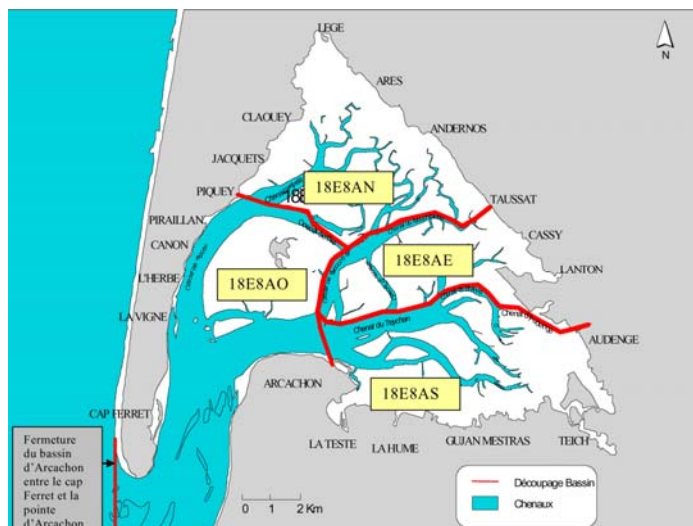 LEGE
N
ARES
CLAOUEY
ANDERNOS
JACQUETS
18E8AN
PIQUEY
TAUSSAT
PIRAILLAN
CASSY
CANON
18E8AE
LANTON
L'HERBE
18E8AO
LA VIGNE
Chenal du Teychan
AUDENGE
ARCACHON
18E8AS
CAP FERRET
LA TESTE
LA HUME
GUJAN MESTRAS
TEICH
Fermeture
du bassin
d'Arcachon
entre le cap
Ferret et la
pointe
d'Arcachon
0 1 2 Km
Découpage Bassin
Chenaux